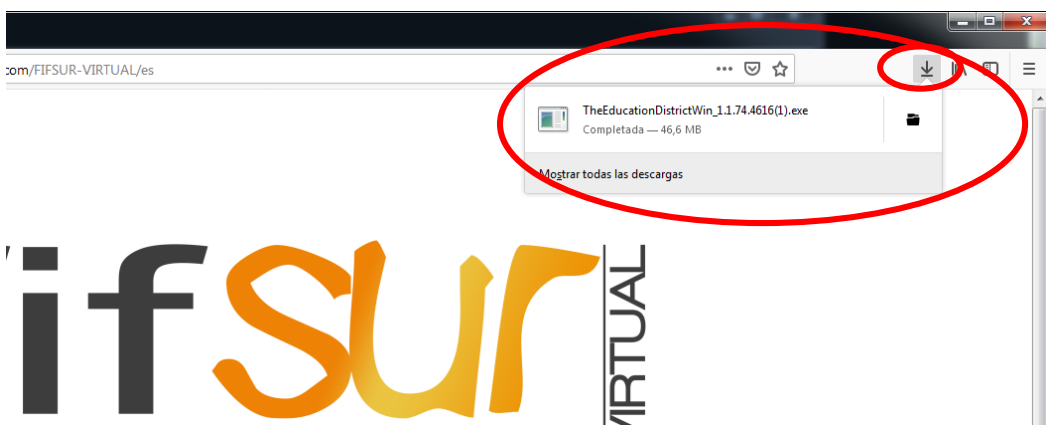 com/FIFSUR-VIRTUAL/es
TheEducationDistrictWin_1.1.74.4616(1).exe
Completada — 46,6 MB
Mostrar todas las descargas
ifsur
VIRTUAL